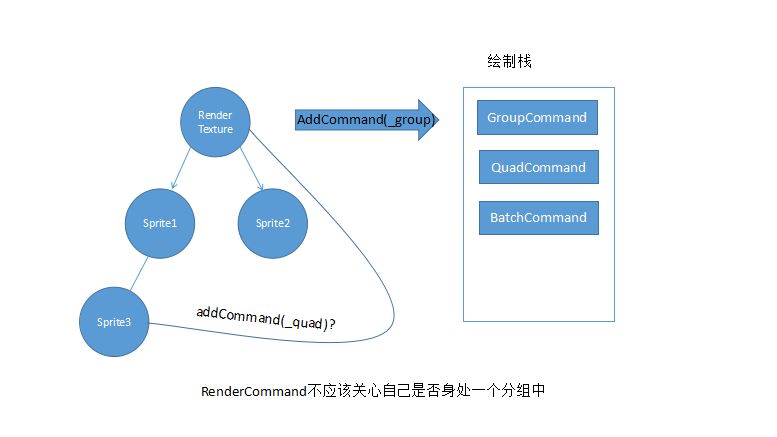 绘制栈
Render
Texture
AddCommand(_group)
GroupCommand
QuadCommand
BatchCommand
Sprite1
Sprite2
Sprite3
addCommand(_quad)?
RenderCommand不应该关心自己是否身处一个分组中